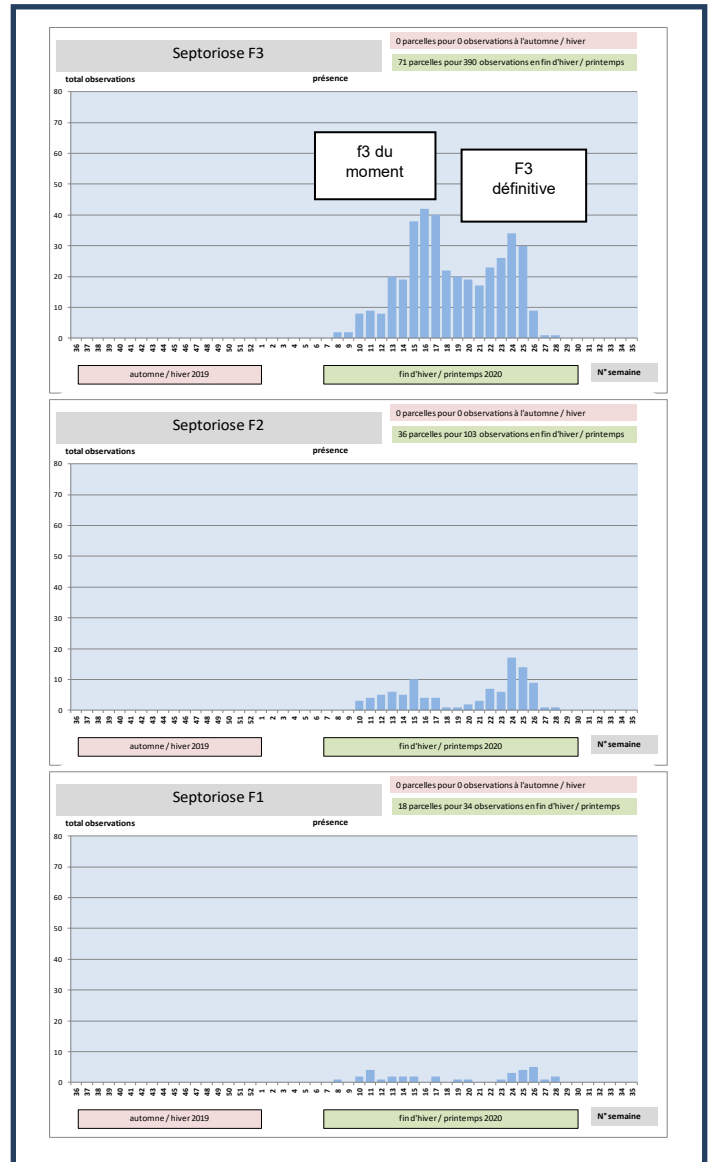 Septoriose F3
0 parcelles pour 0 observations à l'automne / hiver
71 parcelles pour 390 observations en fin d'hiver / printemps
total observations
présence
80
70
60
50
40
30
20
10
0
f3 du
moment
F3
définitive
36 37 38 39 40 41 42 43 44 45 46 47 48 49 50 51 52 1 2 3 4 5 6 7 8 9 10 11 12 13 14 15 16 17 18 19 20 21 22 23 24 25 26 27 28 29 30 31 32 33 34 35
automne / hiver 2019
fin d'hiver / printemps 2020
N° semaine
Septoriose F2
0 parcelles pour 0 observations à l'automne / hiver
36 parcelles pour 103 observations en fin d'hiver / printemps
total observations
présence
80
70
60
50
40
30
20
10
0
36 37 38 39 40 41 42 43 44 45 46 47 48 49 50 51 52 1 2 3 4 5 6 7 8 9 10 11 12 13 14 15 16 17 18 19 20 21 22 23 24 25 26 27 28 29 30 31 32 33 34 35
automne / hiver 2019
fin d'hiver / printemps 2020
N° semaine
Septoriose F1
0 parcelles pour 0 observations à l'automne / hiver
18 parcelles pour 34 observations en fin d'hiver / printemps
total observations
présence
80
70
60
50
40
30
20
10
0
36 37 38 39 40 41 42 43 44 45 46 47 48 49 50 51 52 1 2 3 4 5 6 7 8 9 10 11 12 13 14 15 16 17 18 19 20 21 22 23 24 25 26 27 28 29 30 31 32 33 34 35
automne / hiver 2019
fin d'hiver / printemps 2020
N° semaine